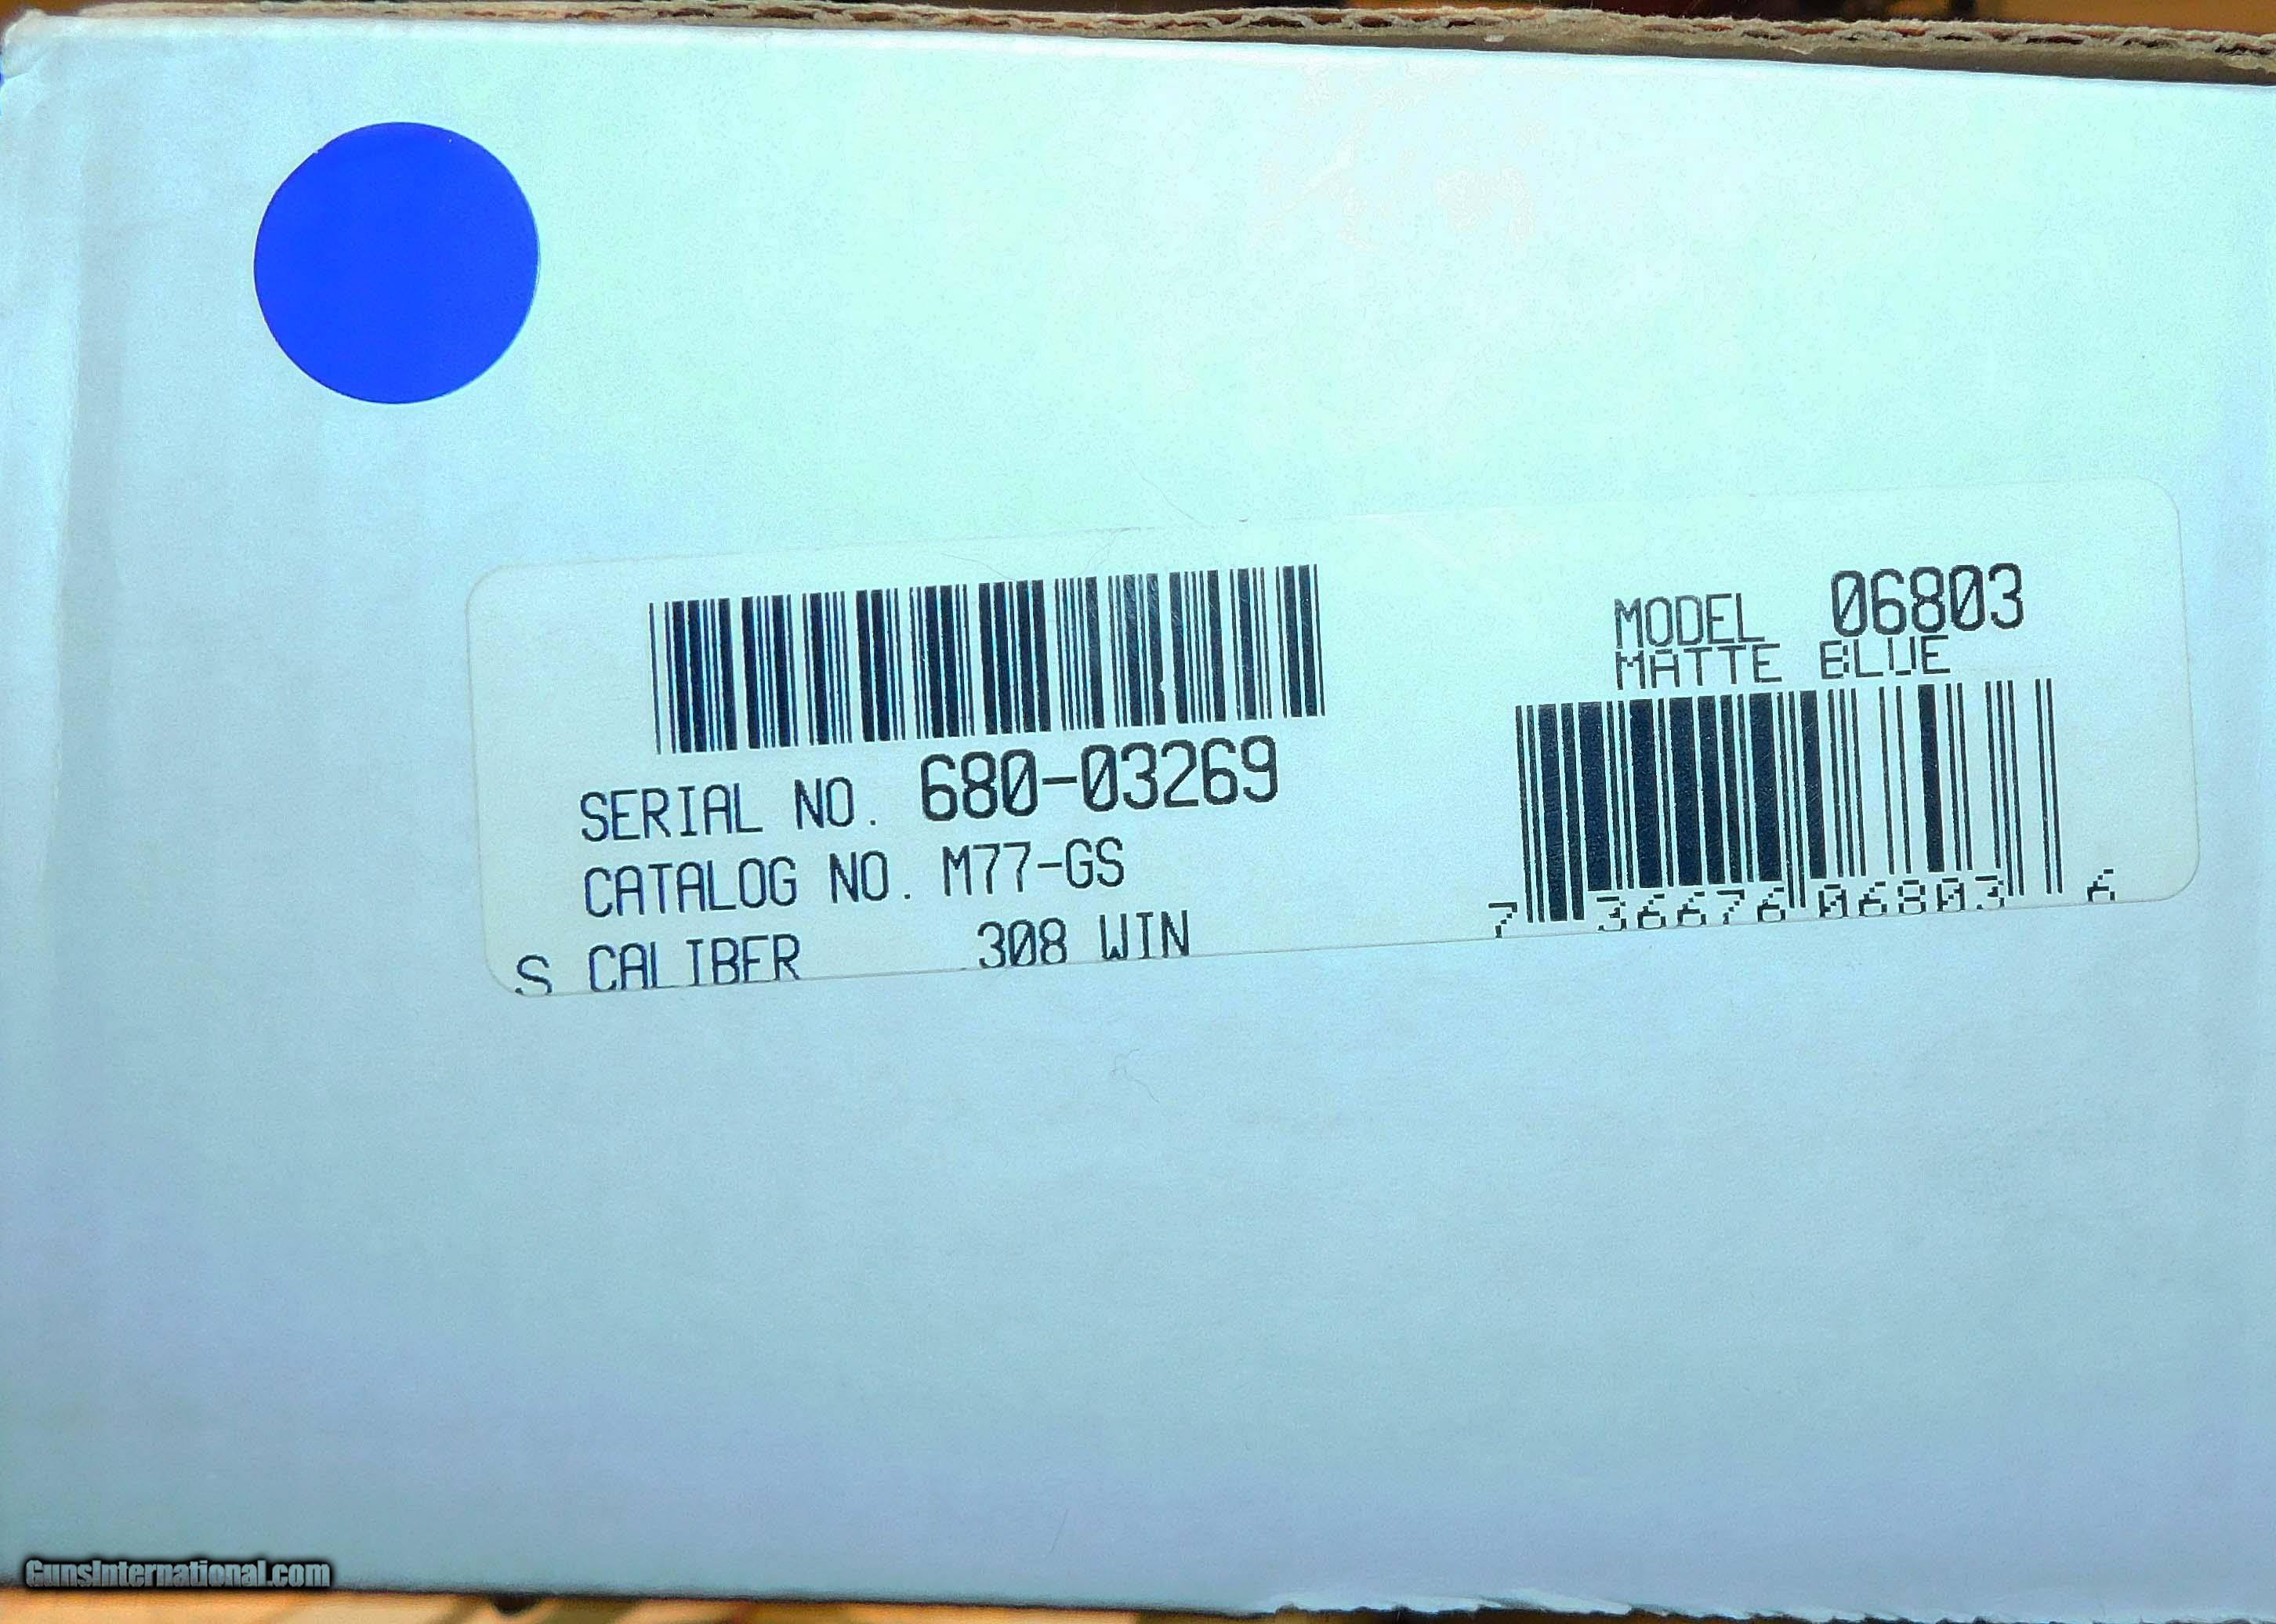 MODEL 06803
MATTE BLUE
SERIAL NO. 680-03269
CATALOG NO. M77-GS
S CALIBER .308 WIN
7 36676 06803 6
GunsInternational.com